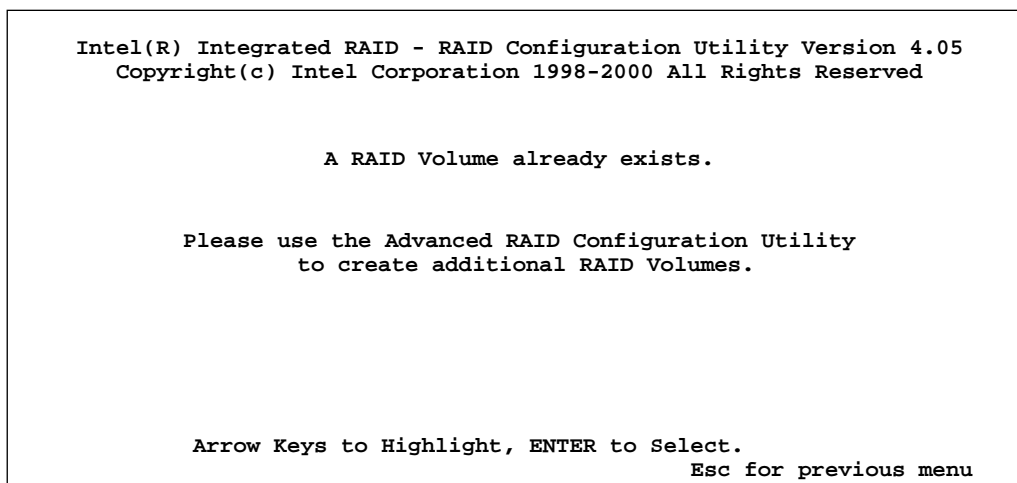 Intel(R) Integrated RAID - RAID Configuration Utility Version 4.05
Copyright(c) Intel Corporation 1998-2000 All Rights Reserved
A RAID Volume already exists.
Please use the Advanced RAID Configuration Utility
to create additional RAID Volumes.
Arrow Keys to Highlight, ENTER to Select.
Esc for previous menu